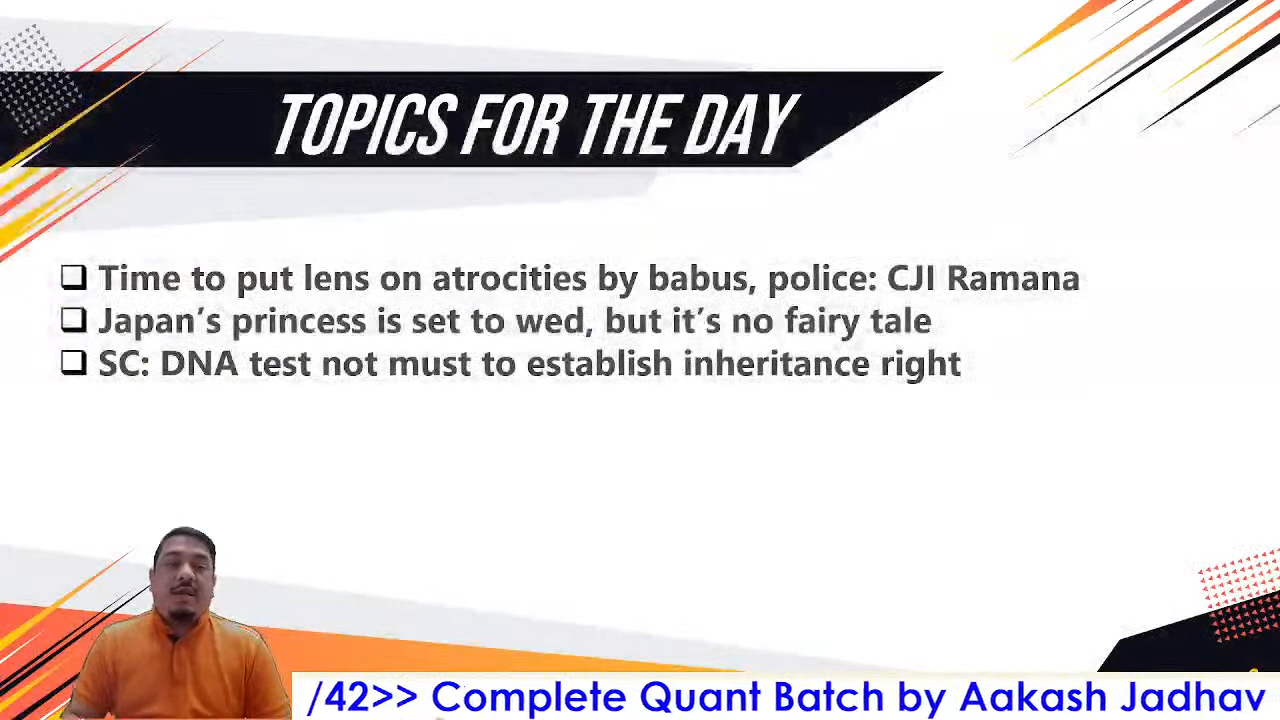 TOPICS FOR THE DAY
Time to put lens on atrocities by babus, police: CJI Ramana
Japan’s princess is set to wed, but it’s no fairy tale
SC: DNA test not must to establish inheritance right
/42>> Complete Quant Batch by Aakash Jadhav